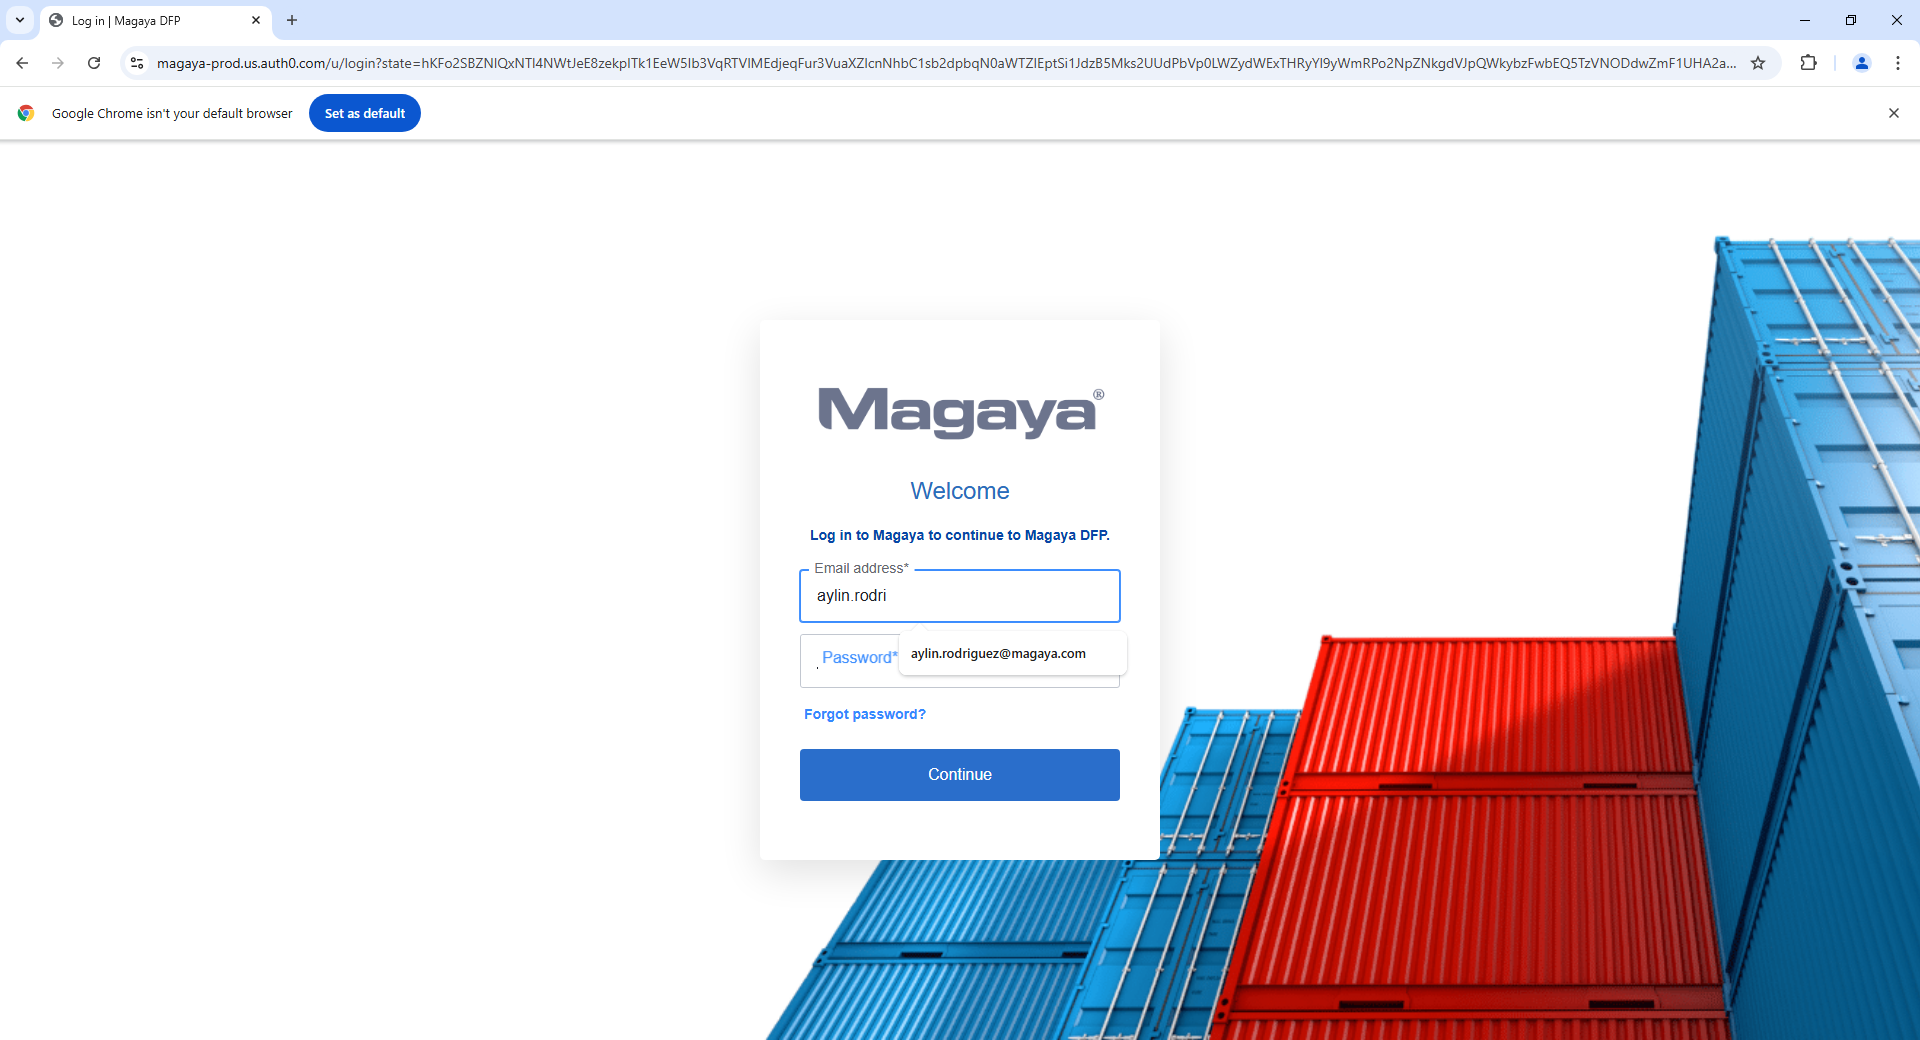 Log in | Magaya DFP
magaya-prod.us.auth0.com/u/login?state=hKFo2SBZNlQxNTI4NWtJeE8zekpITk1EeW5Ib3VqRTVIMEdjeqFur3VuaXZlcnNhbC1sb2dpbqN0aWTZIEptSi1JdzB5Mks2UUdPbVp0LWZydWExTHRyYl9yWmRPo2NpZNkgdVJpQWkybzFwbEQ5TzVNODdwZmF1UHA2a...
Google Chrome isn't your default browser
Set as default
Magaya®
Welcome
Log in to Magaya to continue to Magaya DFP.
Email address*
aylin.rodri
aylin.rodriguez@magaya.com
Password*
Forgot password?
Continue